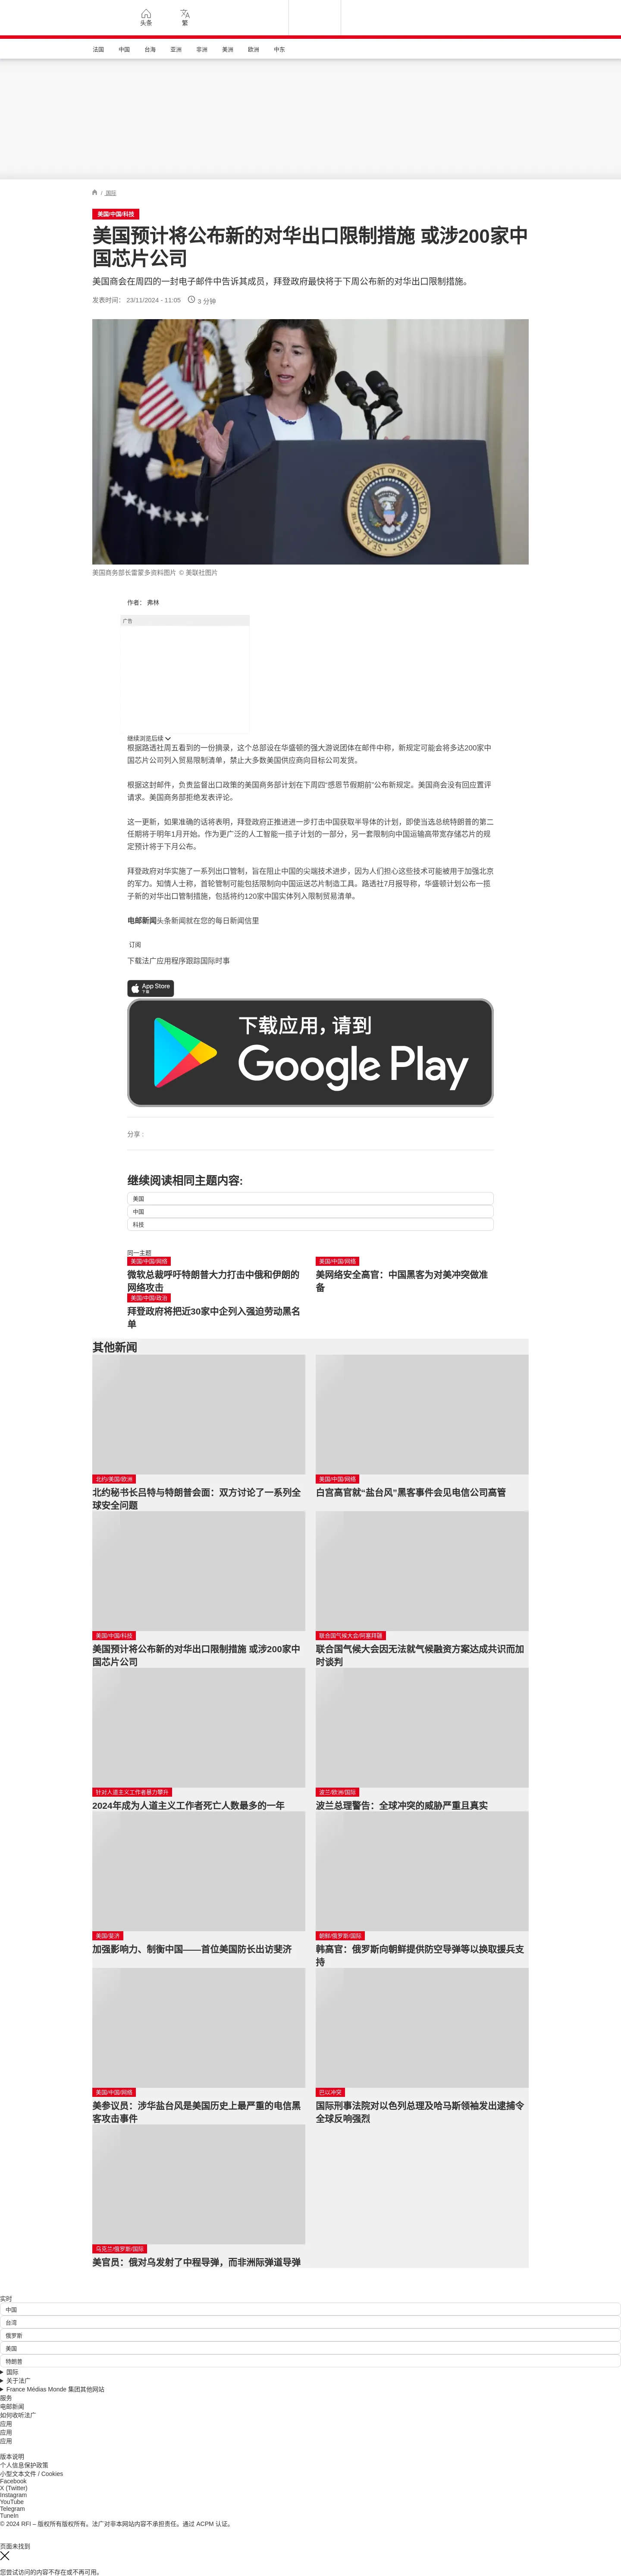 头条
繁
法国 中国 台海 亚洲 非洲 美洲 欧洲 中东
/ 国际
美国/中国/科技
美国预计将公布新的对华出口限制措施 或涉200家中
国芯片公司
美国商会在周四的一封电子邮件中告诉其成员，拜登政府最快将于下周公布新的对华出口限制措施。
发表时间： 23/11/2024 - 11:05 3 分钟
美国商务部长雷蒙多资料图片 © 美联社图片
作者： 弗林
广告
继续浏览后续
根据路透社周五看到的一份摘录，这个总部设在华盛顿的强大游说团体在邮件中称，新规定可能会将多达200家中
国芯片公司列入贸易限制清单，禁止大多数美国供应商向目标公司发货。
根据这封邮件，负责监督出口政策的美国商务部计划在下周四“感恩节假期前”公布新规定。美国商会没有回应置评
请求。美国商务部拒绝发表评论。
这一更新，如果准确的话将表明，拜登政府正推进进一步打击中国获取半导体的计划，即使当选总统特朗普的第二
任期将于明年1月开始。作为更广泛的人工智能一揽子计划的一部分，另一套限制向中国运输高带宽存储芯片的规
定预计将于下月公布。
拜登政府对华实施了一系列出口管制，旨在阻止中国的尖端技术进步，因为人们担心这些技术可能被用于加强北京
的军力。知情人士称，首轮管制可能包括限制向中国运送芯片制造工具。路透社7月报导称，华盛顿计划公布一揽
子新的对华出口管制措施，包括将约120家中国实体列入限制贸易清单。
电邮新闻头条新闻就在您的每日新闻信里
订阅
下载法广应用程序跟踪国际时事
App Store
下载
下载应用，请到
Google Play
分享 :
继续阅读相同主题内容:
美国
中国
科技
同一主题
美国/中国/网络
微软总裁呼吁特朗普大力打击中俄和伊朗的
网络攻击
美国/中国/网络
美网络安全高官：中国黑客为对美冲突做准
备
美国/中国/政治
拜登政府将把近30家中企列入强迫劳动黑名
单
其他新闻
北约/美国/欧洲
北约秘书长吕特与特朗普会面：双方讨论了一系列全
球安全问题
美国/中国/网络
白宫高官就“盐台风”黑客事件会见电信公司高管
美国/中国/科技
美国预计将公布新的对华出口限制措施 或涉200家中
国芯片公司
联合国气候大会/阿塞拜疆
联合国气候大会因无法就气候融资方案达成共识而加
时谈判
针对人道主义工作者暴力攀升
2024年成为人道主义工作者死亡人数最多的一年
波兰/欧洲/国际
波兰总理警告：全球冲突的威胁严重且真实
美国/斐济
加强影响力、制衡中国——首位美国防长出访斐济
朝鲜/俄罗斯/国际
韩高官：俄罗斯向朝鲜提供防空导弹等以换取援兵支
持
美国/中国/网络
美参议员：涉华盐台风是美国历史上最严重的电信黑
客攻击事件
巴以冲突
国际刑事法院对以色列总理及哈马斯领袖发出逮捕令
全球反响强烈
乌克兰/俄罗斯/国际
美官员：俄对乌发射了中程导弹，而非洲际弹道导弹
实时
中国
台湾
俄罗斯
美国
特朗普
国际
关于法广
France Médias Monde 集团其他网站
服务
电邮新闻
如何收听法广
应用
应用
应用
版本说明
个人信息保护政策
小型文本文件 / Cookies
Facebook
X (Twitter)
Instagram
YouTube
Telegram
TuneIn
© 2024 RFI – 版权所有版权所有。法广对非本网站内容不承担责任。通过 ACPM 认证。
页面未找到
您尝试访问的内容不存在或不再可用。